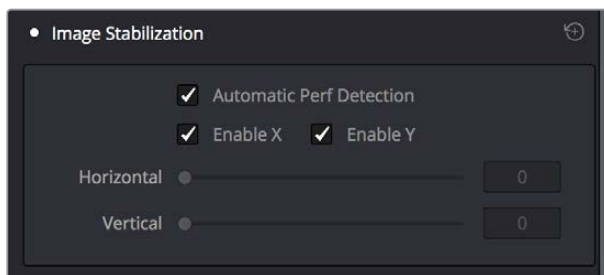 Image Stabilization
Automatic Perf Detection
Enable X Enable Y
Horizontal 0
Vertical 0